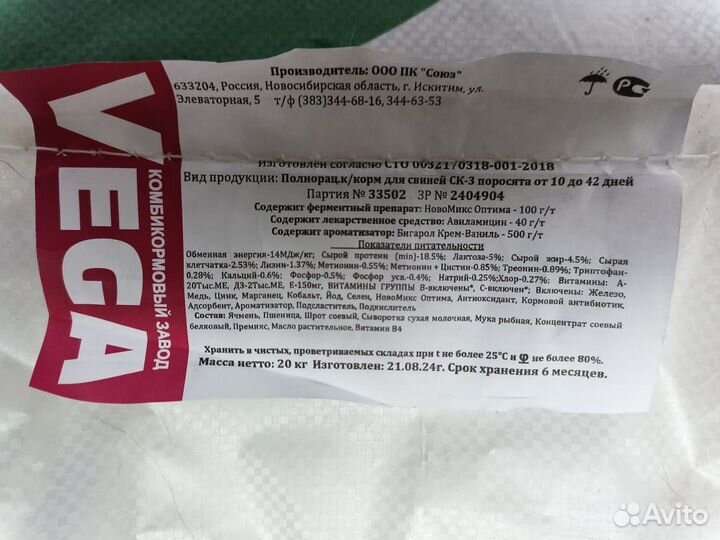 VEGA
КОМБИКОРМОВЫЙ ЗАВОД
Производитель: ООО ПК "Союз"
633204, Россия, Новосибирская область, г. Искитим, ул.
Элеваторная, 5 т/ф (383)344-68-16, 344-63-53
РС
Изготовлен согласно СТО 0632170318-001-2018
Вид продукции: Полнорац.к/корм для свиней СК-3 поросята от 10 до 42 дней
Партия № 33502 ЗР № 2404904
Содержит ферментный препарат: НовоМикс Оптима - 100 г/т
Содержит лекарственное средство: Авиламицин - 40 г/т
Содержит ароматизатор: Бигарол Крем-Ваниль - 500 г/т
Показатели питательности
Обменная энергия-14МДж/кг; Сырой протеин (min)-18.5%; Лактоза-5%; Сырой жир-4.5%; Сырая
клетчатка-2.53%; Лизин-1.37%; Метионин-0.55%; Метионин + Цистин-0.85%; Треонин-0.89%; Триптофан-
0.28%; Кальций-0.6%; Фосфор-0.5%; Фосфор усв.-0.4%; Натрий-0.25%;Хлор-0.27%; Витамины: А-
20Тыс.МЕ, Д3-2Тыс.МЕ, Е-150мг, ВИТАМИНЫ ГРУППЫ В-включены*, С-включен*; Включены: Железо,
Медь, Цинк, Марганец, Кобальт, Йод, Селен, НовоМикс Оптима, Антиоксидант, Кормовой антибиотик,
Адсорбент, Ароматизатор, Подсластитель, Подкислитель
Состав: Ячмень, Пшеница, Шрот соевый, Сыворотка сухая молочная, Мука рыбная, Концентрат соевый
белковый, Премикс, Масло растительное, Витамин В4
Хранить в чистых, проветриваемых складах при t не более 25°С и φ не более 80%.
Масса нетто: 20 кг Изготовлен: 21.08.24г. Срок хранения 6 месяцев.
Avito